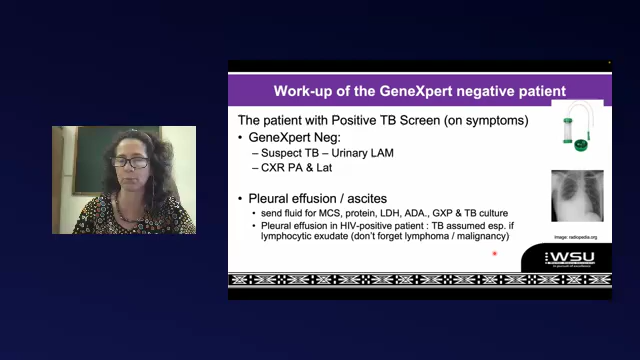 Work-up of the GeneXpert negative patient
The patient with Positive TB Screen (on symptoms)
• GeneXpert Neg:
– Suspect TB – Urinary LAM
– CXR PA & Lat
• Pleural effusion / ascites
• send fluid for MCS, protein, LDH, ADA., GXP & TB culture
• Pleural effusion in HIV-positive patient : TB assumed esp. if
lymphocytic exudate (don't forget lymphoma / malignancy)
Image: radiopedia.org
WSU